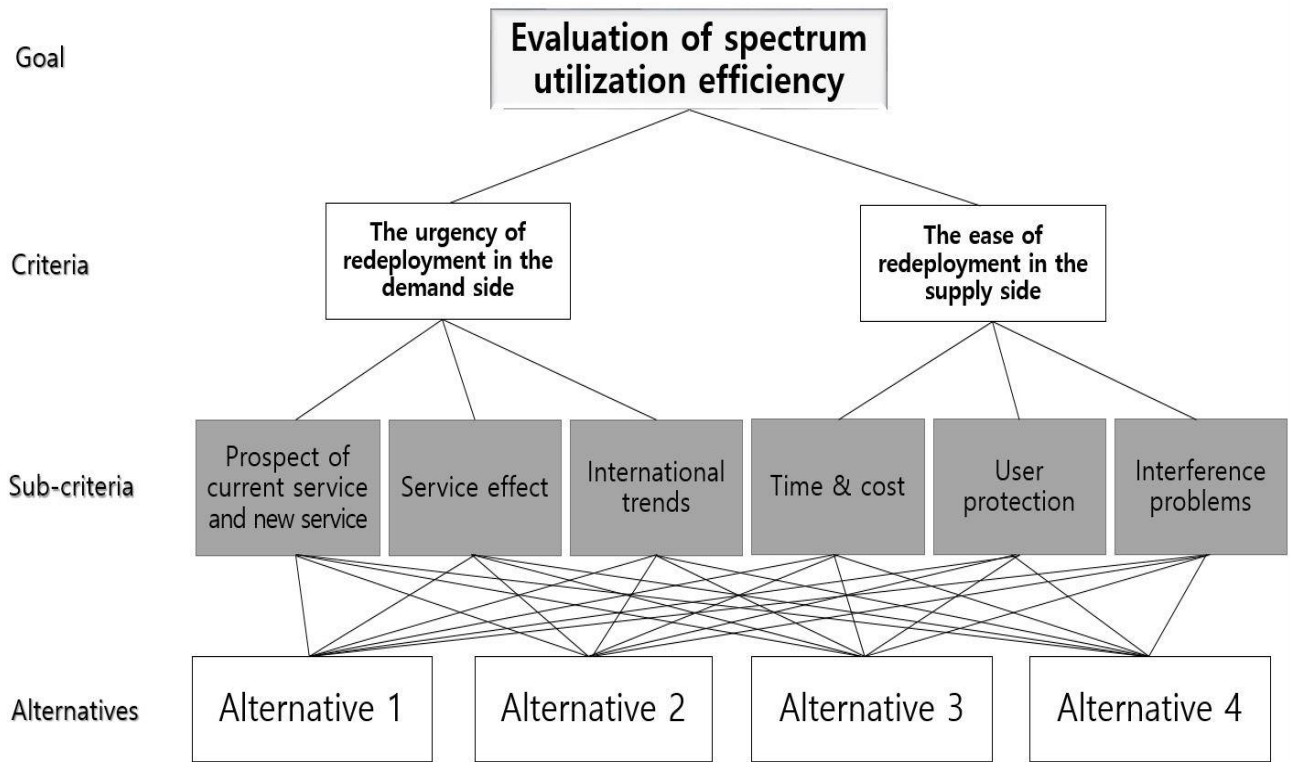 Goal
Evaluation of spectrum
utilization efficiency
Criteria
The urgency of
redeployment in the
demand side
The ease of
redeployment in the
supply side
Sub-criteria
Prospect of
current service
and new service
Service effect
International
trends
Time & cost
User
protection
Interference
problems
Alternatives
Alternative 1
Alternative 2
Alternative 3
Alternative 4